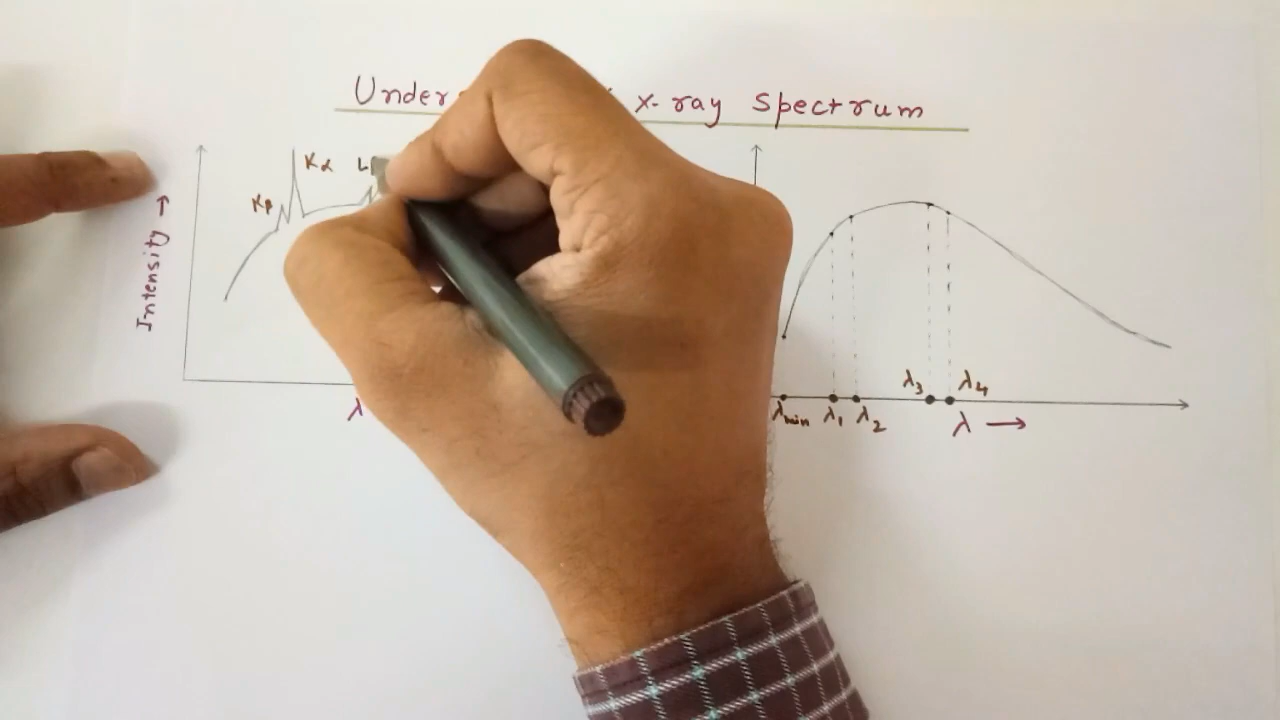 Under x-ray Spectrum
Kα
L
Kβ
Intensity →
λ
λ3 λ4
λmin λ1 λ2 λ →